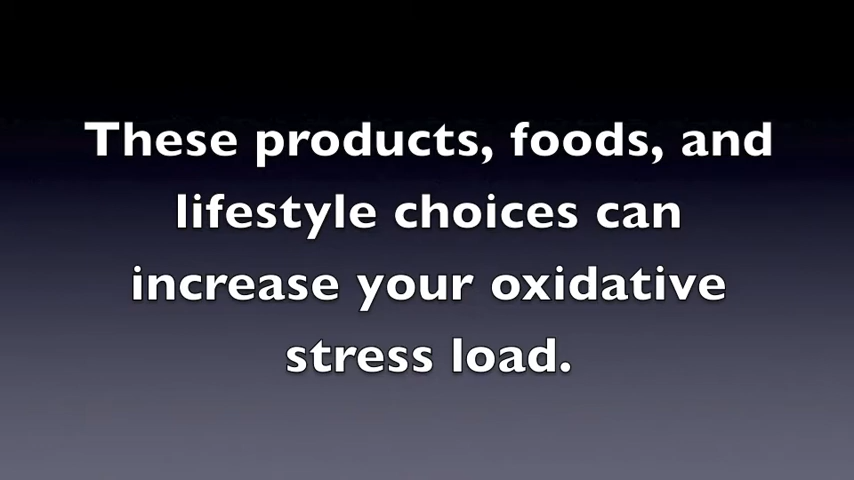 These products, foods, and
lifestyle choices can
increase your oxidative
stress load.